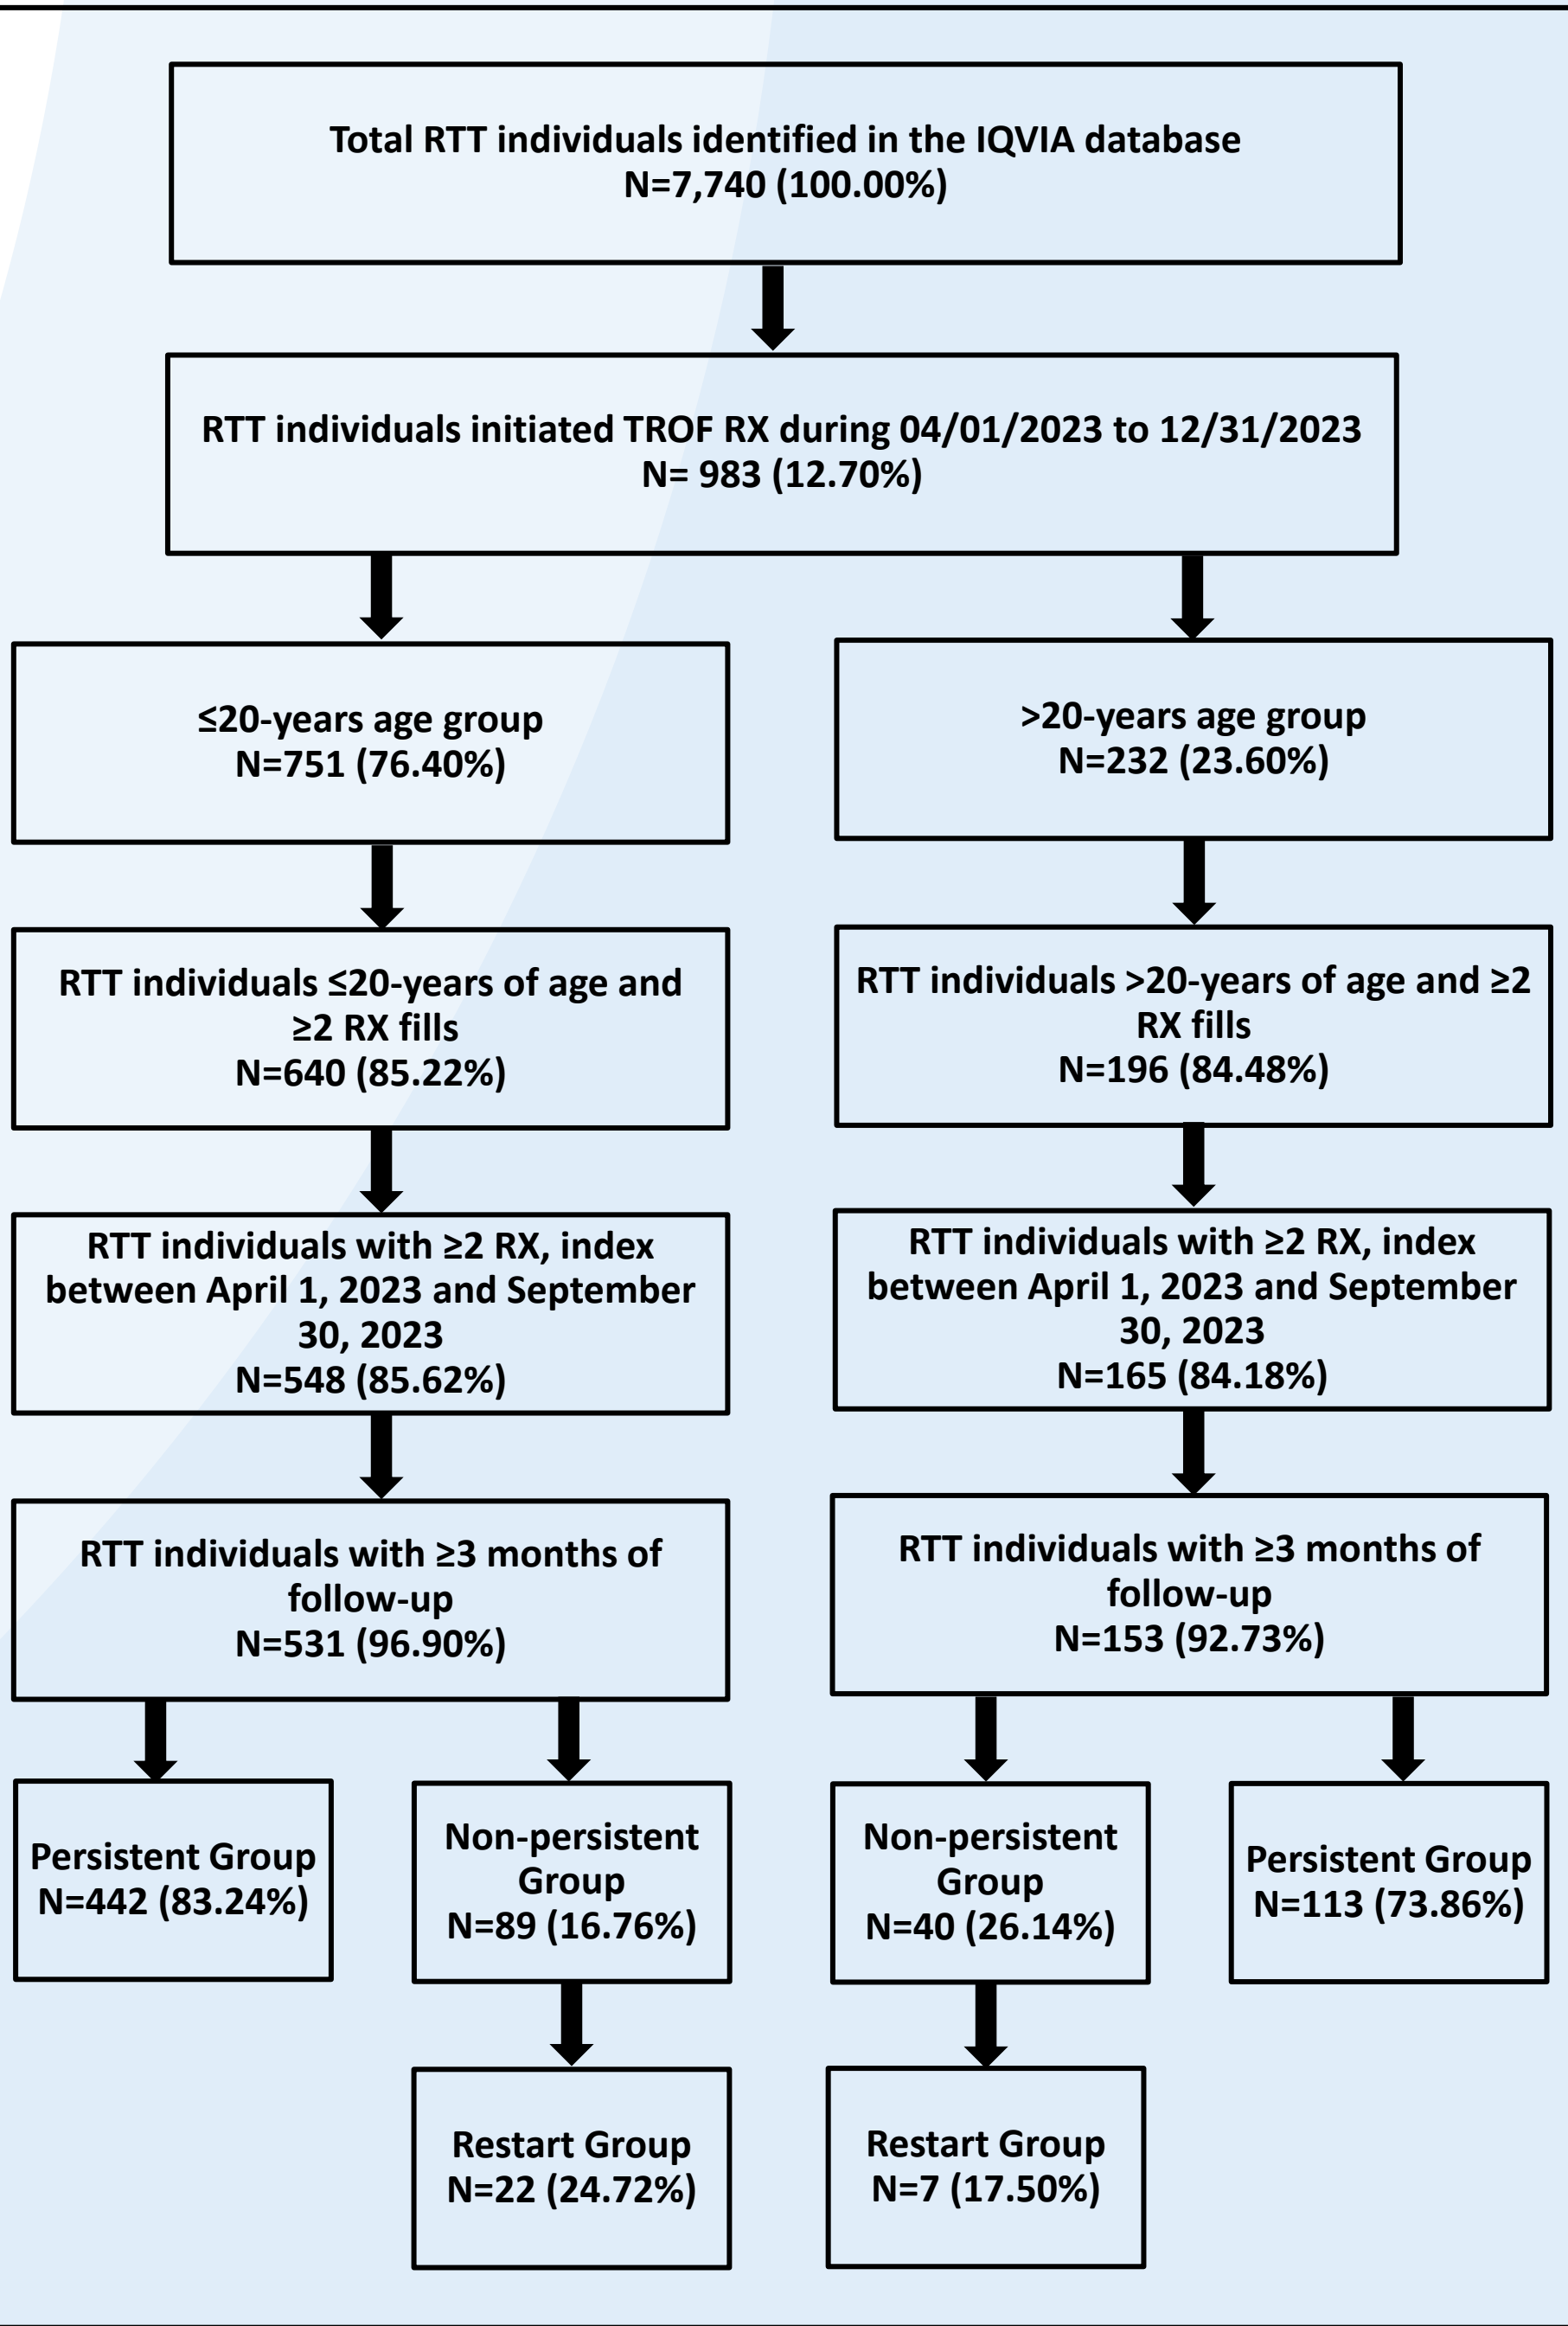 Total RTT individuals identified in the IQVIA database
N=7,740 (100.00%)
RTT individuals initiated TROF RX during 04/01/2023 to 12/31/2023
N= 983 (12.70%)
≤20-years age group
N=751 (76.40%)
>20-years age group
N=232 (23.60%)
RTT individuals ≤20-years of age and
≥2 RX fills
N=640 (85.22%)
RTT individuals >20-years of age and ≥2
RX fills
N=196 (84.48%)
RTT individuals with ≥2 RX, index
between April 1, 2023 and September
30, 2023
N=548 (85.62%)
RTT individuals with ≥2 RX, index
between April 1, 2023 and September
30, 2023
N=165 (84.18%)
RTT individuals with ≥3 months of
follow-up
N=531 (96.90%)
RTT individuals with ≥3 months of
follow-up
N=153 (92.73%)
Persistent Group
N=442 (83.24%)
Non-persistent
Group
N=89 (16.76%)
Non-persistent
Group
N=40 (26.14%)
Persistent Group
N=113 (73.86%)
Restart Group
N=22 (24.72%)
Restart Group
N=7 (17.50%)